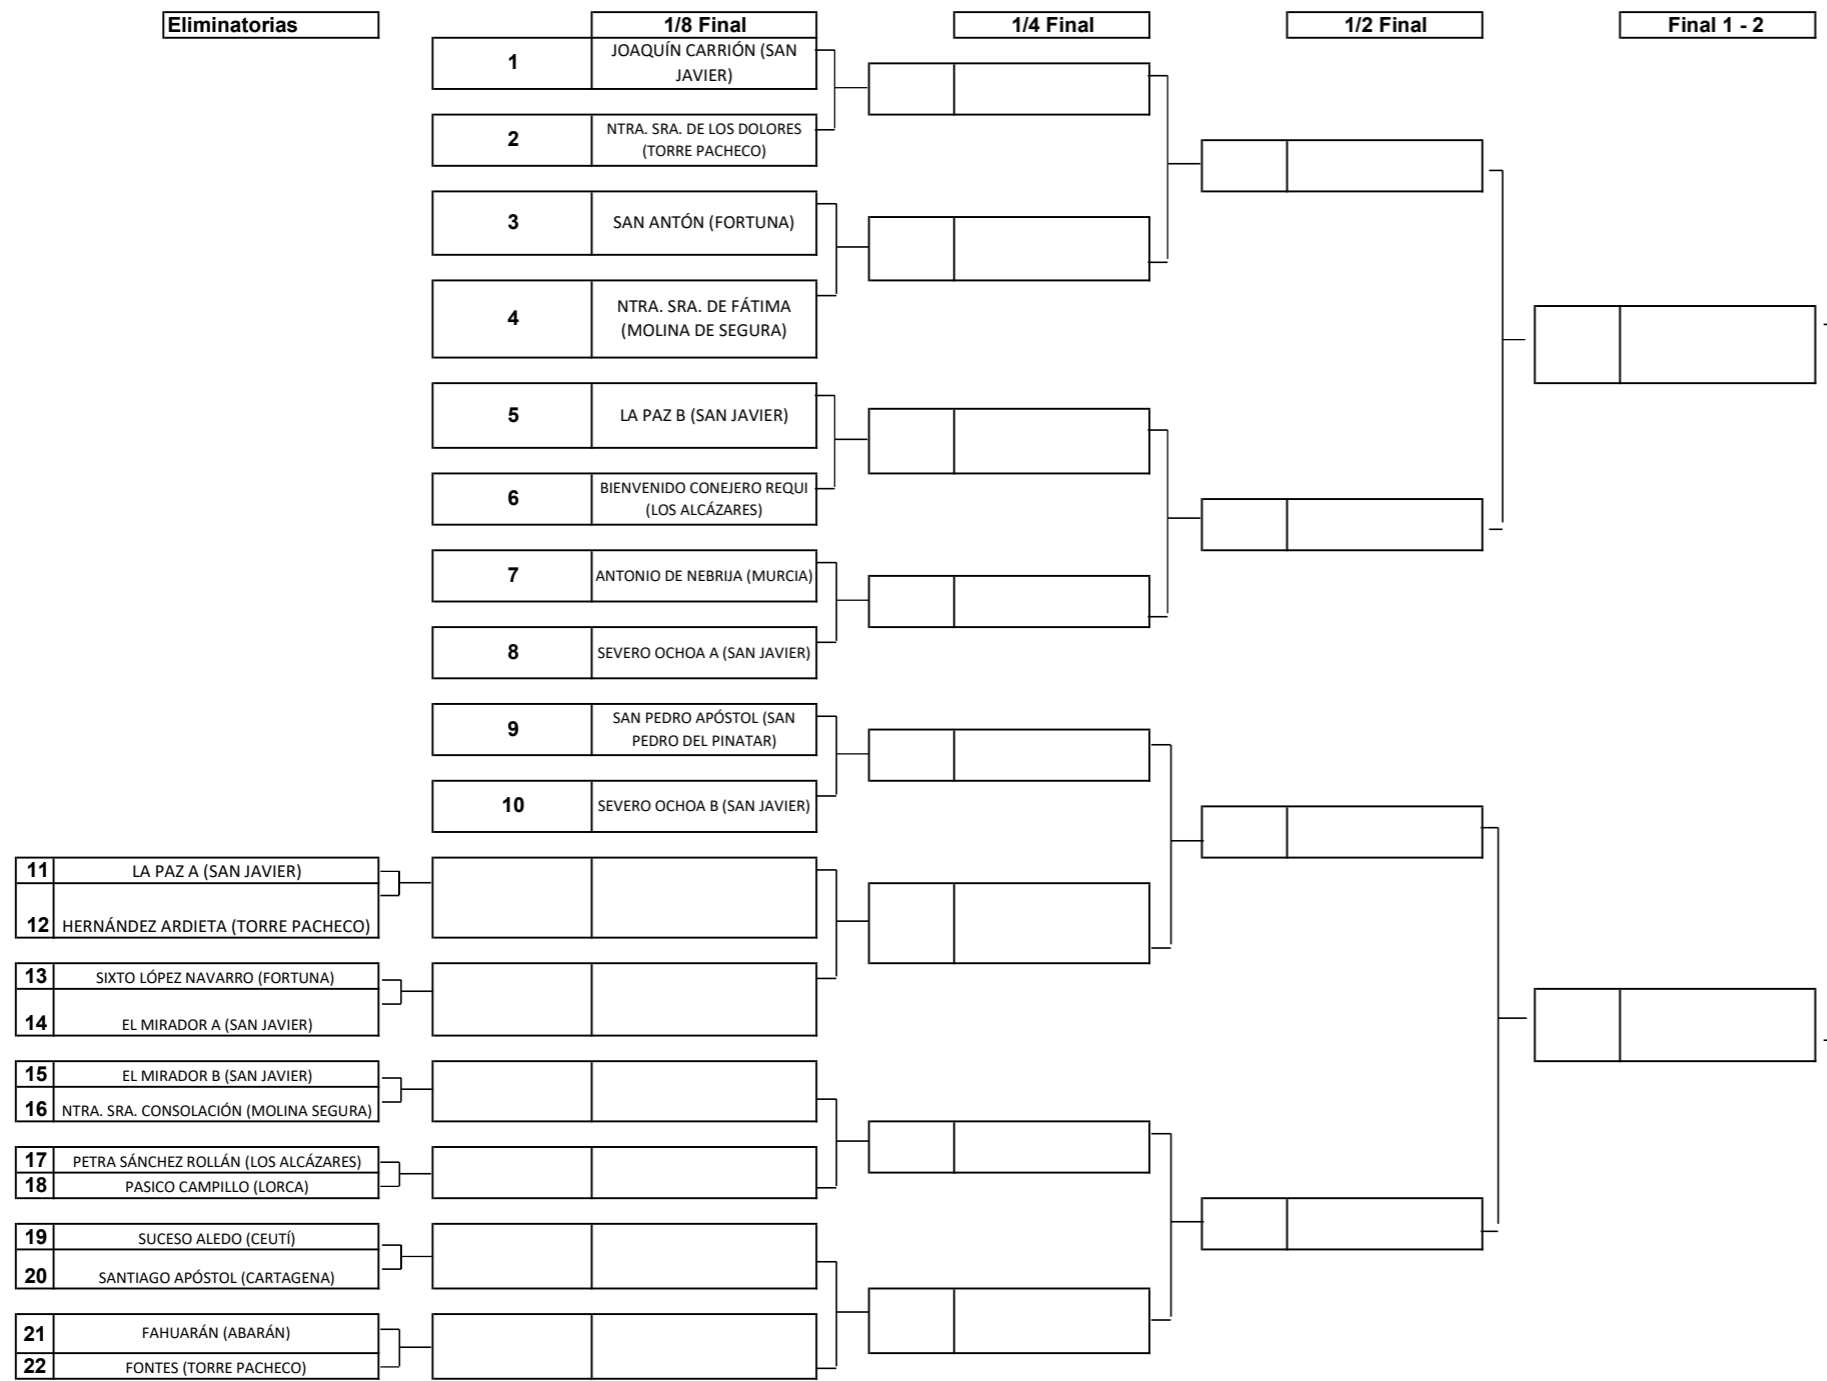 Eliminatorias
1/8 Final
1/4 Final
1/2 Final
Final 1 - 2
1
JOAQUÍN CARRIÓN (SAN
JAVIER)
2
NTRA. SRA. DE LOS DOLORES
(TORRE PACHECO)
3
SAN ANTÓN (FORTUNA)
4
NTRA. SRA. DE FÁTIMA
(MOLINA DE SEGURA)
5
LA PAZ B (SAN JAVIER)
6
BIENVENIDO CONEJERO REQUI
(LOS ALCÁZARES)
7
ANTONIO DE NEBRIJA (MURCIA)
8
SEVERO OCHOA A (SAN JAVIER)
9
SAN PEDRO APÓSTOL (SAN
PEDRO DEL PINATAR)
10
SEVERO OCHOA B (SAN JAVIER)
11
LA PAZ A (SAN JAVIER)
12
HERNÁNDEZ ARDIETA (TORRE PACHECO)
13
SIXTO LÓPEZ NAVARRO (FORTUNA)
14
EL MIRADOR A (SAN JAVIER)
15
EL MIRADOR B (SAN JAVIER)
16
NTRA. SRA. CONSOLACIÓN (MOLINA SEGURA)
17
PETRA SÁNCHEZ ROLLÁN (LOS ALCÁZARES)
18
PASICO CAMPILLO (LORCA)
19
SUCESO ALEDO (CEUTÍ)
20
SANTIAGO APÓSTOL (CARTAGENA)
21
FAHUARÁN (ABARÁN)
22
FONTES (TORRE PACHECO)